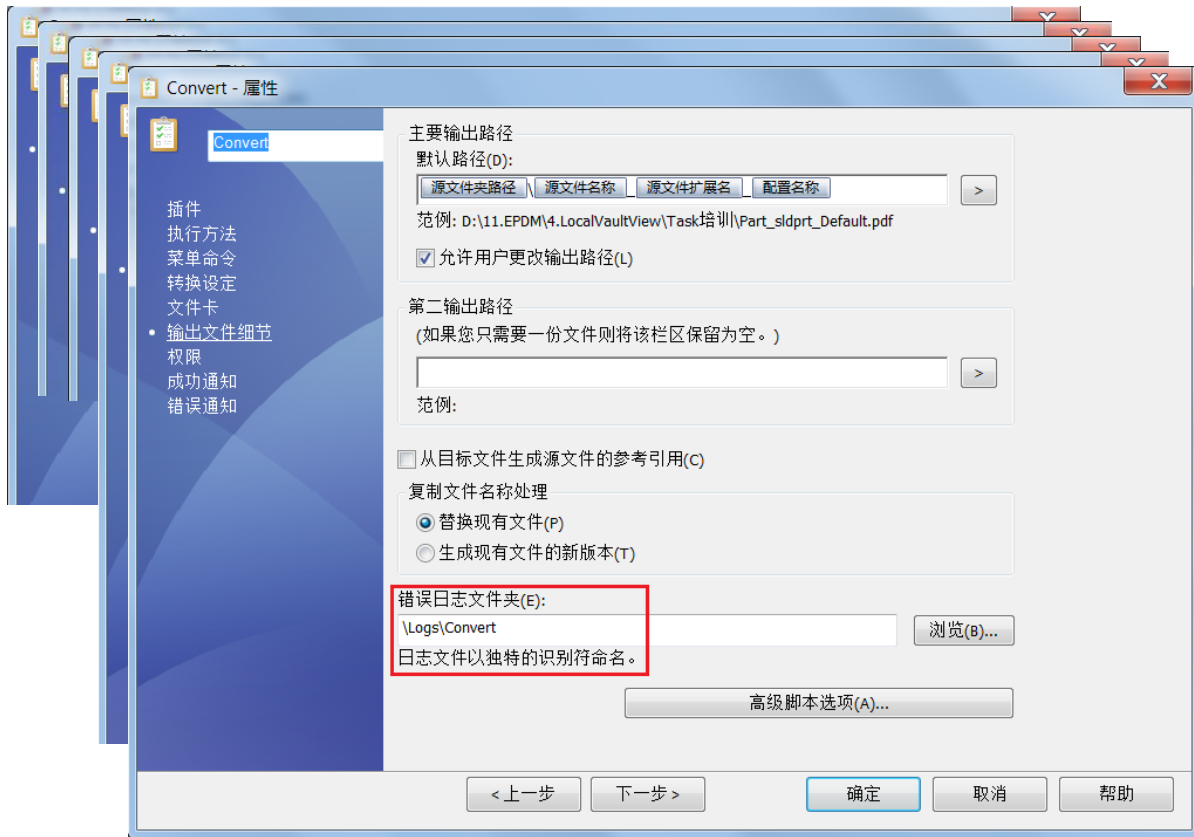 Convert - 属性
Convert
插件
执行方法
菜单命令
转换设定
文件卡
输出文件细节
权限
成功通知
错误通知
主要输出路径
默认路径(D):
源文件夹路径 \ 源文件名称 _ 源文件扩展名 _ 配置名称
>
范例: D:\11.EPDM\4.LocalVaultView\Task培训\Part_sldprt_Default.pdf
允许用户更改输出路径(L)
第二输出路径
(如果您只需要一份文件则将该栏区保留为空。)
>
范例:
从目标文件生成源文件的参考引用(C)
复制文件名称处理
替换现有文件(P)
生成现有文件的新版本(T)
错误日志文件夹(E):
\Logs\Convert
浏览(B)...
日志文件以独特的识别符命名。
高级脚本选项(A)...
<上一步
下一步>
确定
取消
帮助